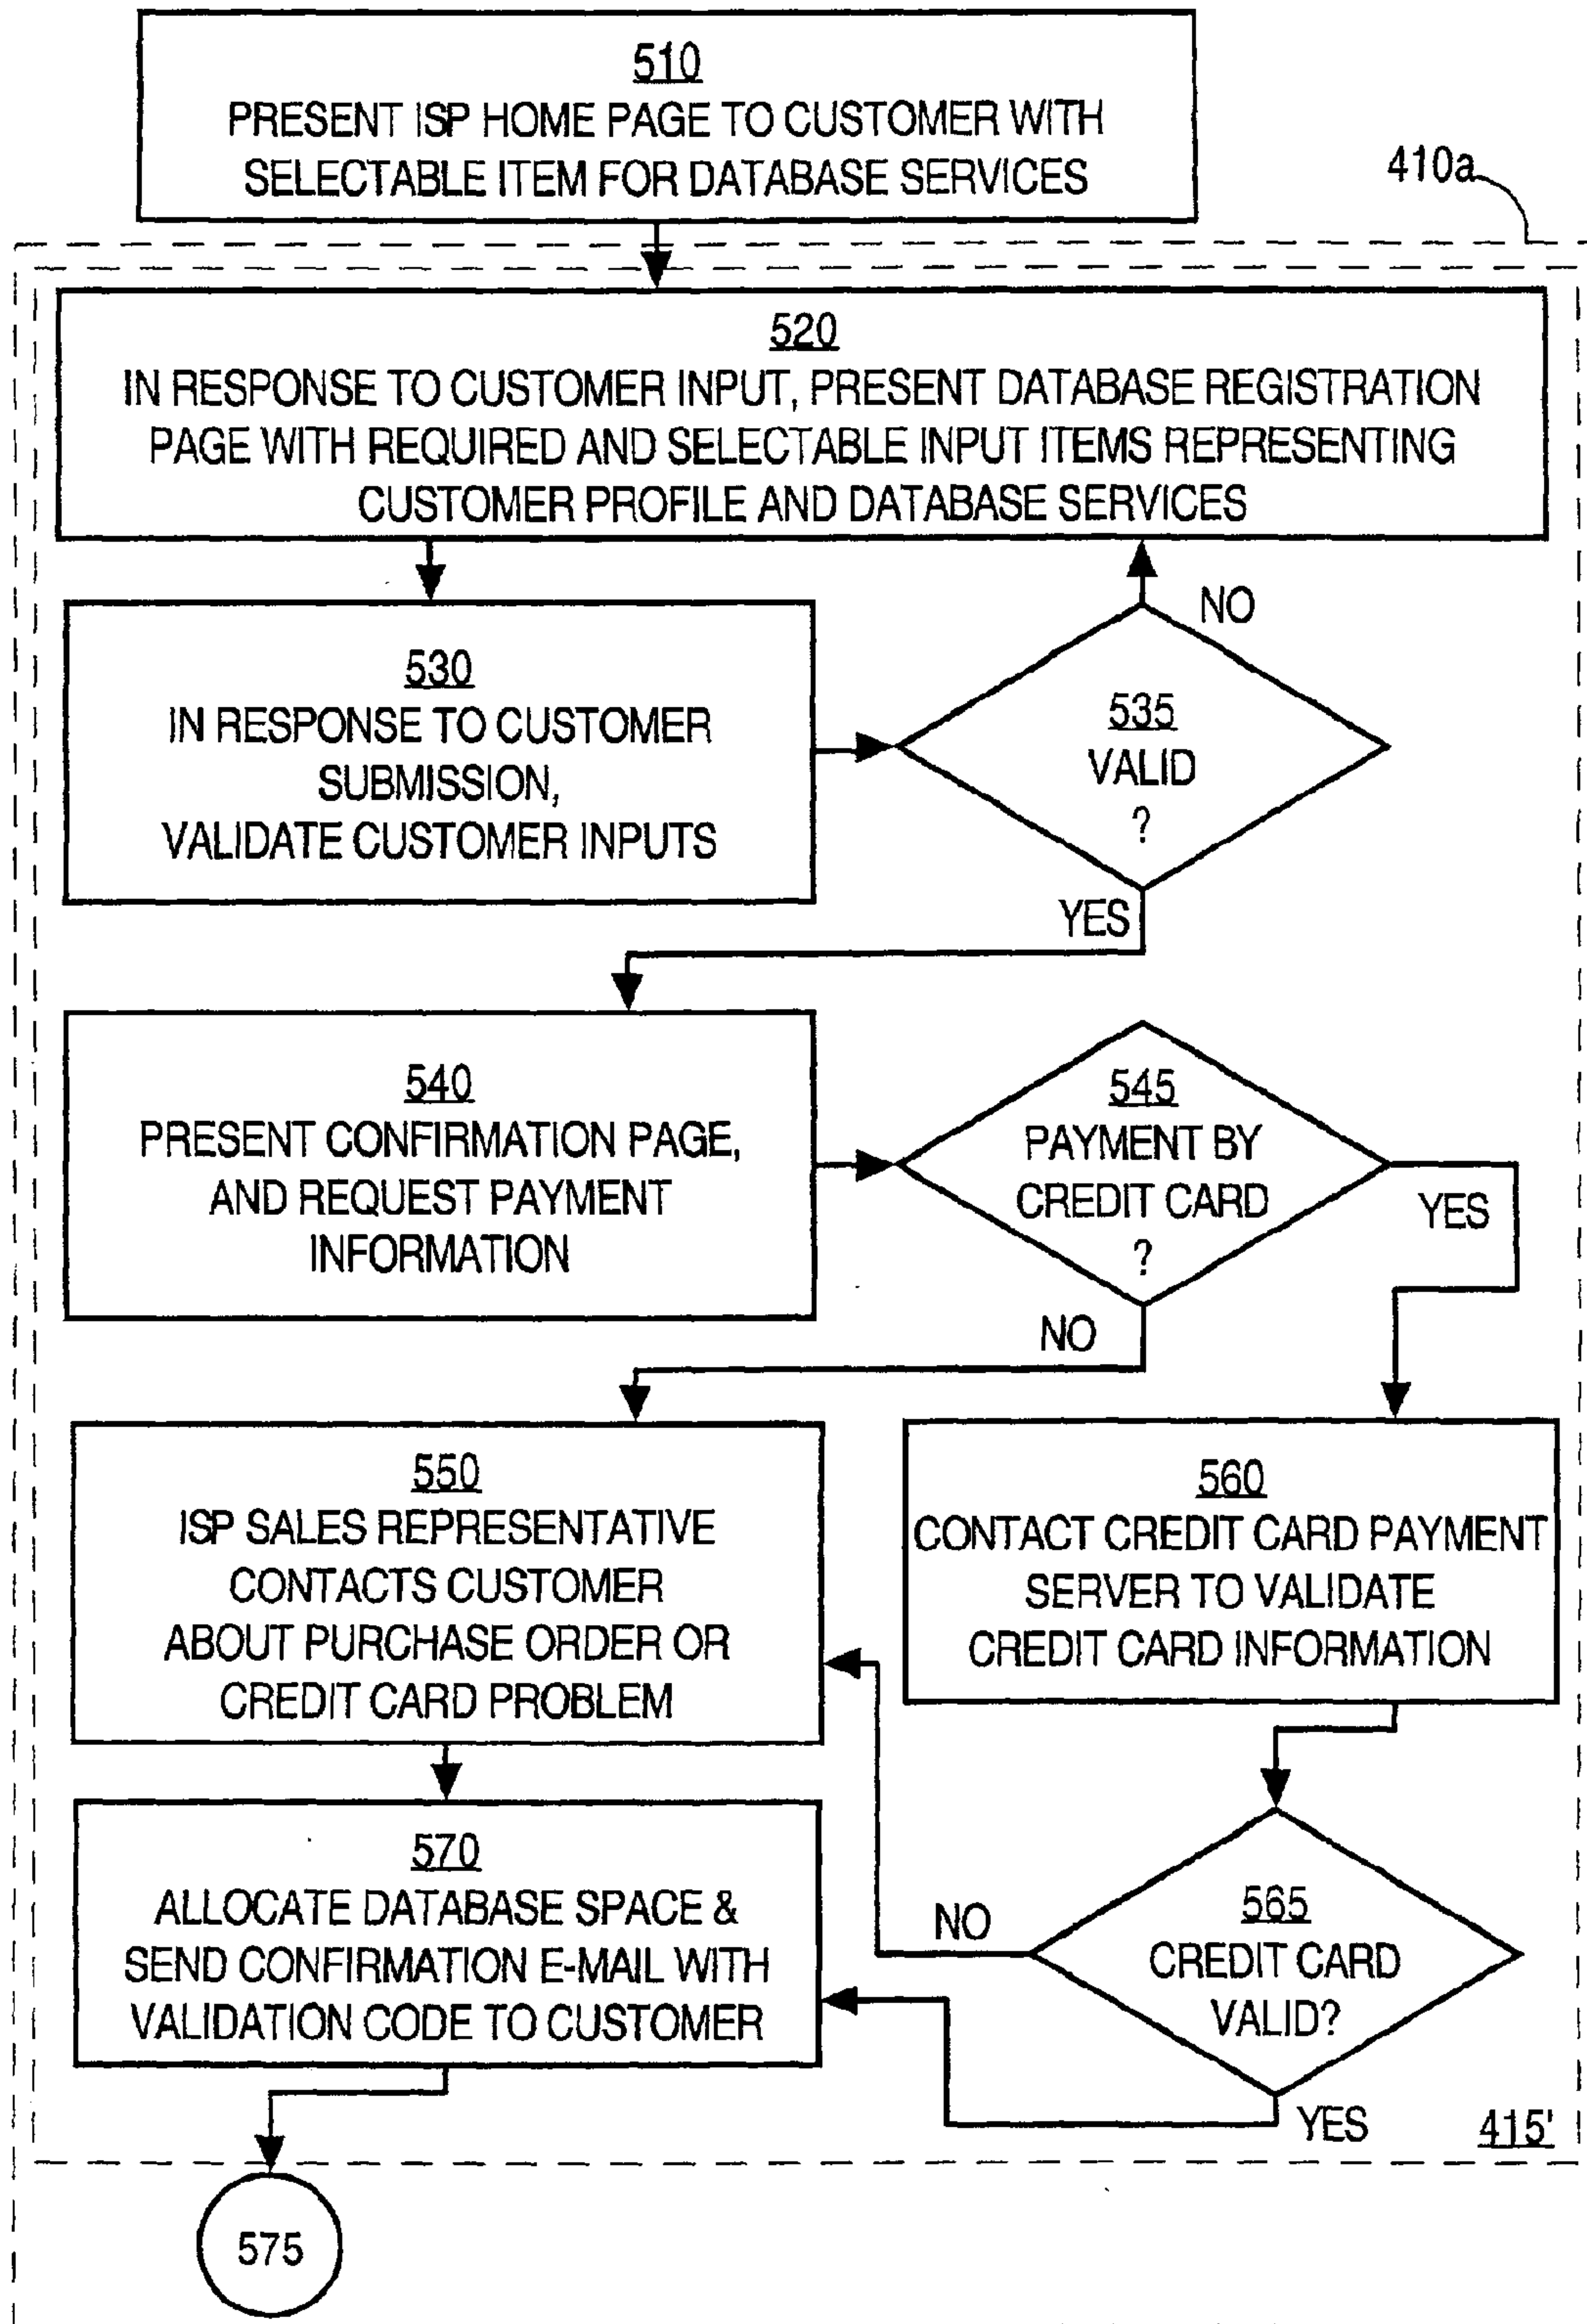 510
PRESENT ISP HOME PAGE TO CUSTOMER WITH
SELECTABLE ITEM FOR DATABASE SERVICES
410a
520
IN RESPONSE TO CUSTOMER INPUT, PRESENT DATABASE REGISTRATION
PAGE WITH REQUIRED AND SELECTABLE INPUT ITEMS REPRESENTING
CUSTOMER PROFILE AND DATABASE SERVICES
530
IN RESPONSE TO CUSTOMER
SUBMISSION,
VALIDATE CUSTOMER INPUTS
NO
535
VALID
?
YES
540
PRESENT CONFIRMATION PAGE,
AND REQUEST PAYMENT
INFORMATION
545
PAYMENT BY
CREDIT CARD
?
YES
NO
550
ISP SALES REPRESENTATIVE
CONTACTS CUSTOMER
ABOUT PURCHASE ORDER OR
CREDIT CARD PROBLEM
560
CONTACT CREDIT CARD PAYMENT
SERVER TO VALIDATE
CREDIT CARD INFORMATION
570
ALLOCATE DATABASE SPACE &
SEND CONFIRMATION E-MAIL WITH
VALIDATION CODE TO CUSTOMER
NO
565
CREDIT CARD
VALID?
YES
415'
575